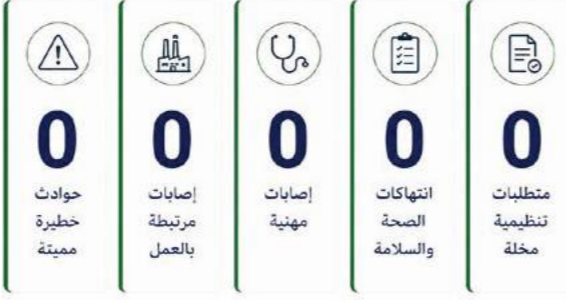 0
متطلبات
تنظيمية
مخلة
0
انتهاكات
الصحة
والسلامة
0
إصابات
مهنية
0
إصابات
مرتبطة
بالعمل
0
حوادث
خطيرة
مميتة